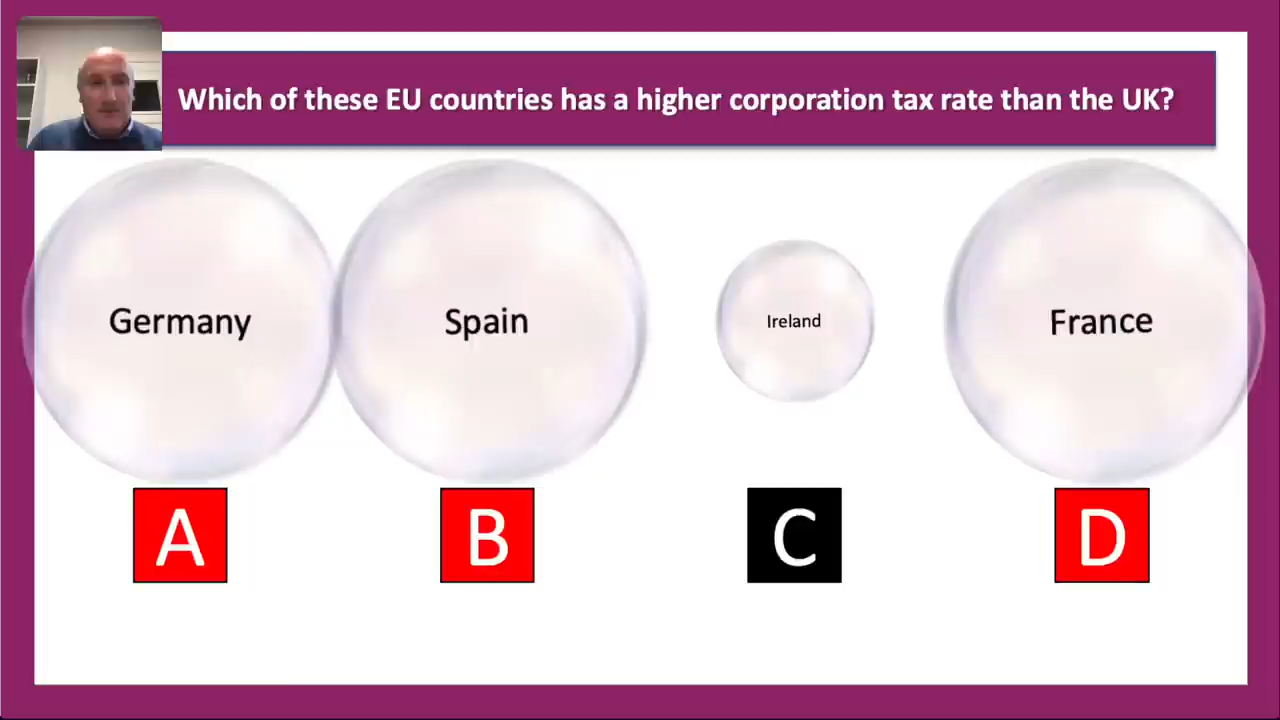 Which of these EU countries has a higher corporation tax rate than the UK?
Germany
Spain
Ireland
France
A
B
C
D